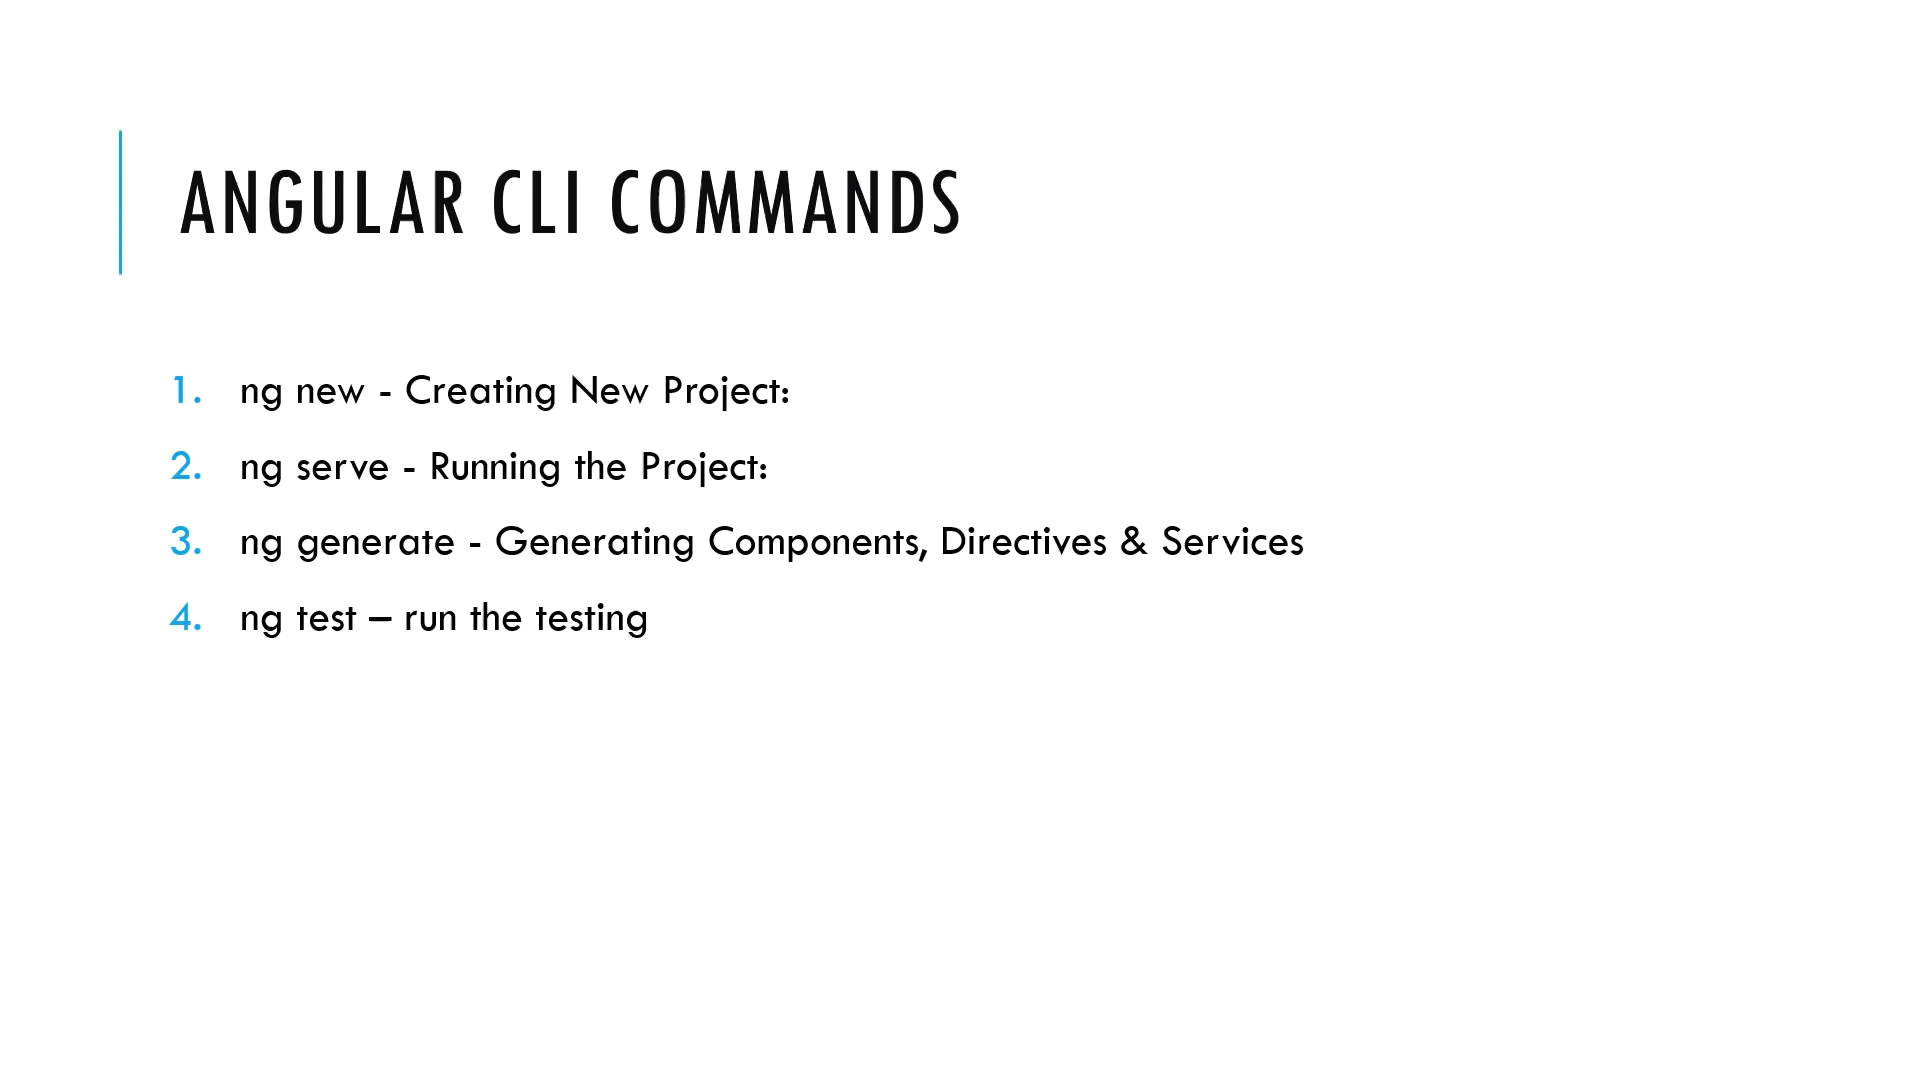 ANGULAR CLI COMMANDS
1. ng new - Creating New Project:
2. ng serve - Running the Project:
3. ng generate - Generating Components, Directives & Services
4. ng test – run the testing